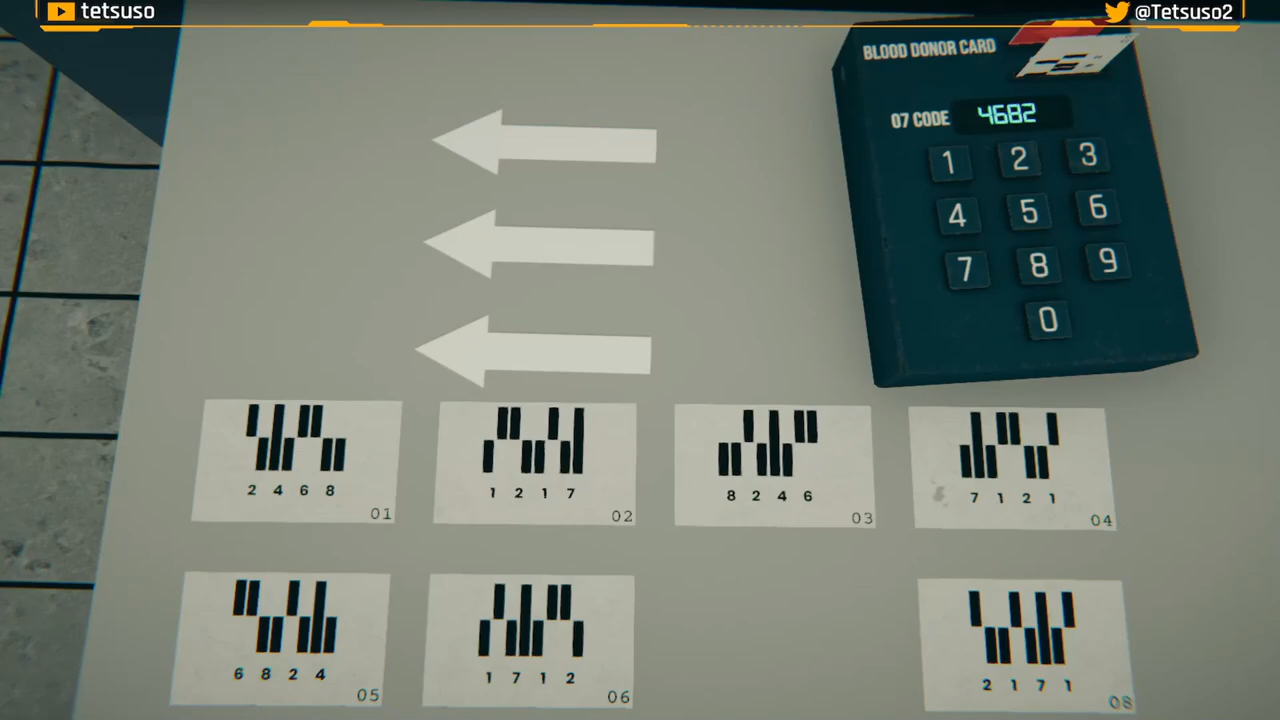 tetsuso
@Tetsuso2
BLOOD DONOR CARD
07 CODE 4682
1 2 3
4 5 6
7 8 9
0
2 4 6 8
01
1 2 1 7
02
8 2 4 6
03
7 1 2 1
04
6 8 2 4
05
1 7 1 2
06
2 1 7 1
08